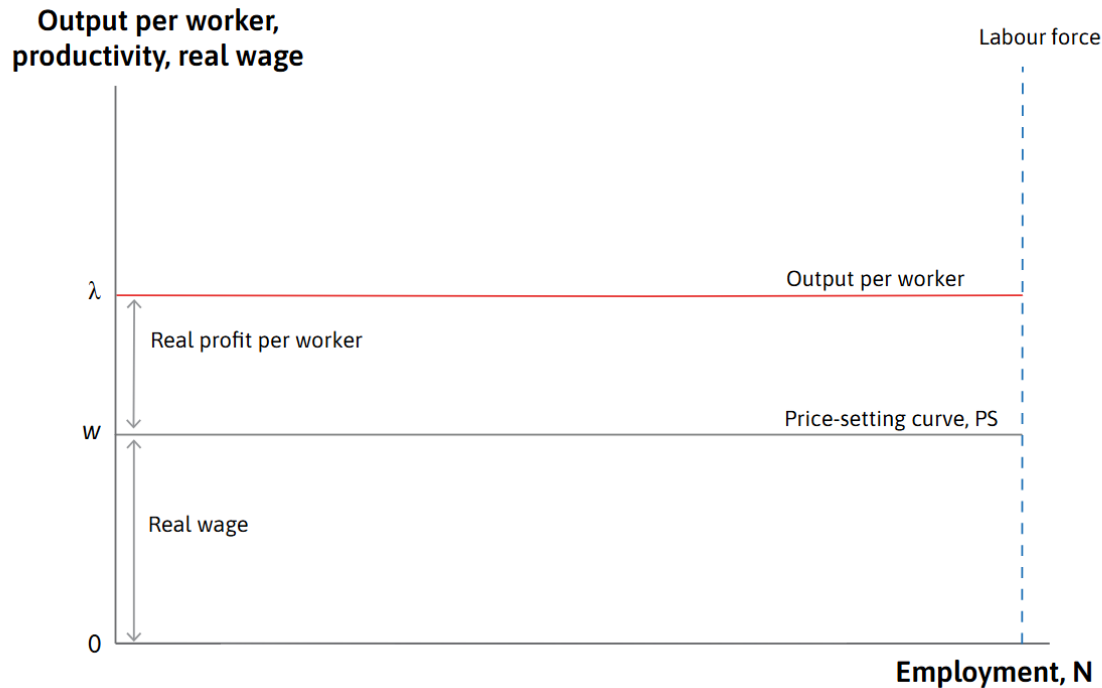 Output per worker,
productivity, real wage
Labour force
Output per worker
λ
Real profit per worker
Price-setting curve, PS
w
Real wage
0
Employment, N